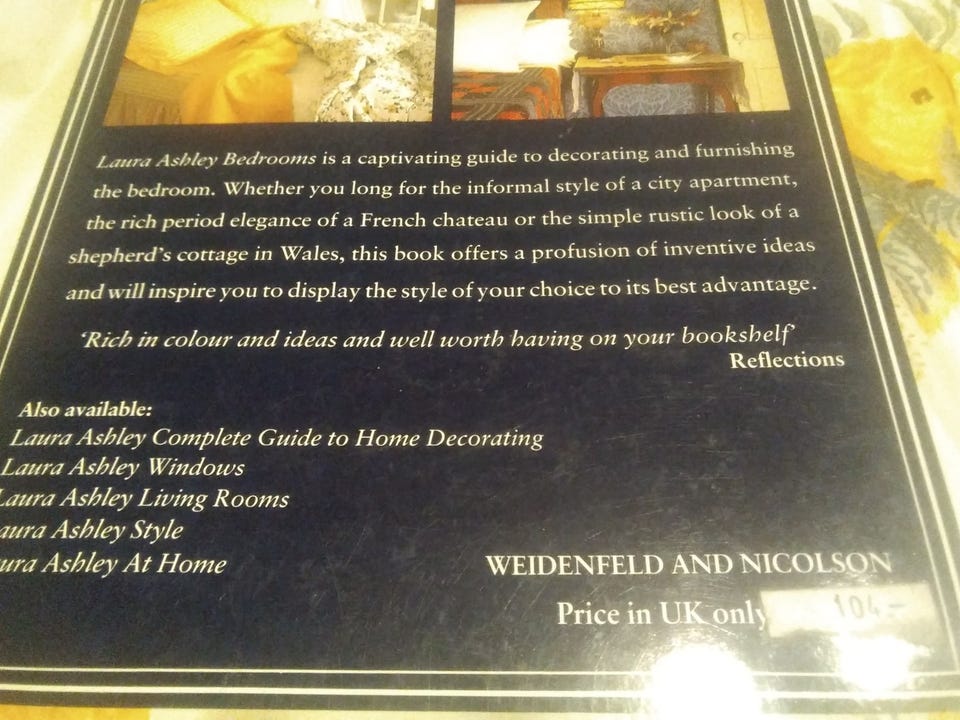 Laura Ashley Bedrooms is a captivating guide to decorating and furnishing
the bedroom. Whether you long for the informal style of a city apartment,
the rich period elegance of a French chateau or the simple rustic look of a
shepherd's cottage in Wales, this book offers a profusion of inventive ideas
and will inspire you to display the style of your choice to its best advantage.
'Rich in colour and ideas and well worth having on your bookshelf'
Reflections
Also available:
Laura Ashley Complete Guide to Home Decorating
Laura Ashley Windows
Laura Ashley Living Rooms
aura Ashley Style
ura Ashley At Home
WEIDENFELD AND NICOLSON
Price in UK only
104-